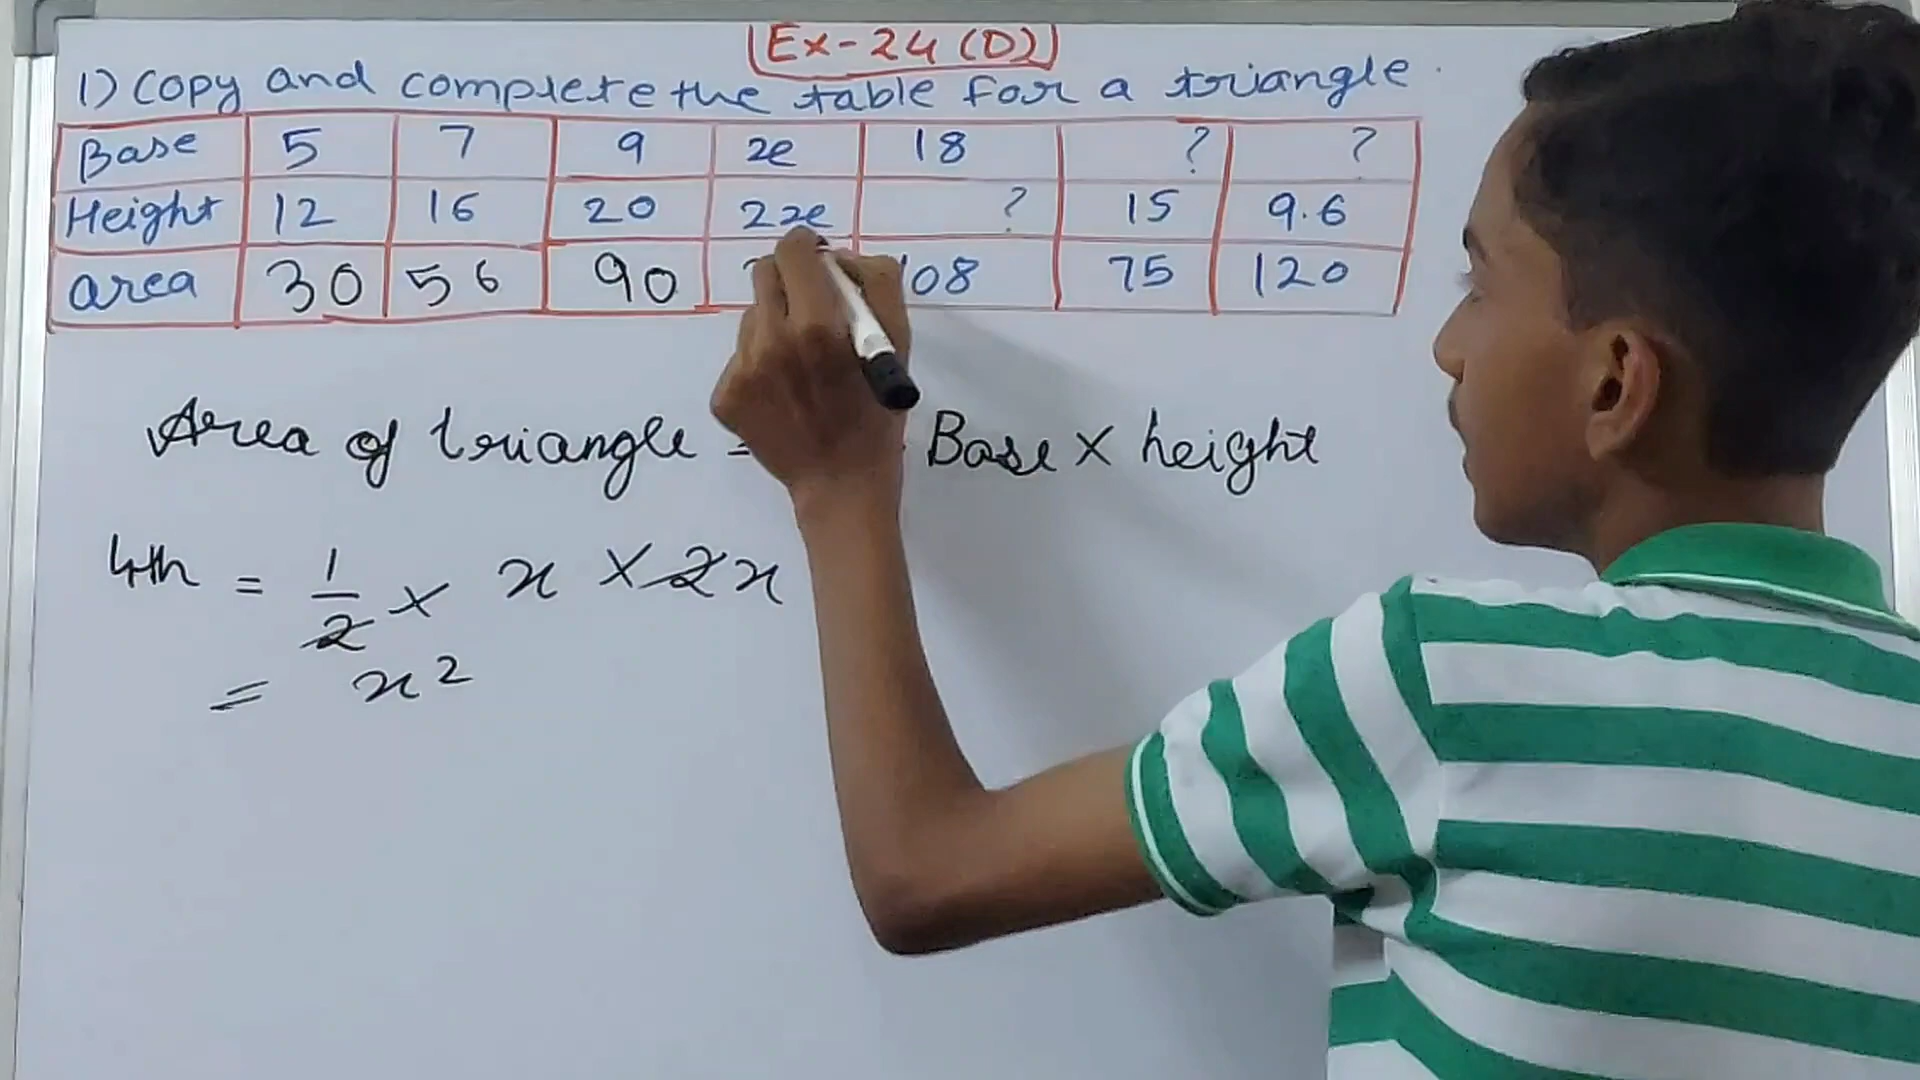 Ex-24 (D)
1) Copy and complete the table for a triangle.
Base 5 7 9 x 18 ? ?
Height 12 16 20 2x ? 15 9.6
area 30 56 90 108 75 120
Area of triangle = Base × height
4th = 1/2 × x × 2x
= x²